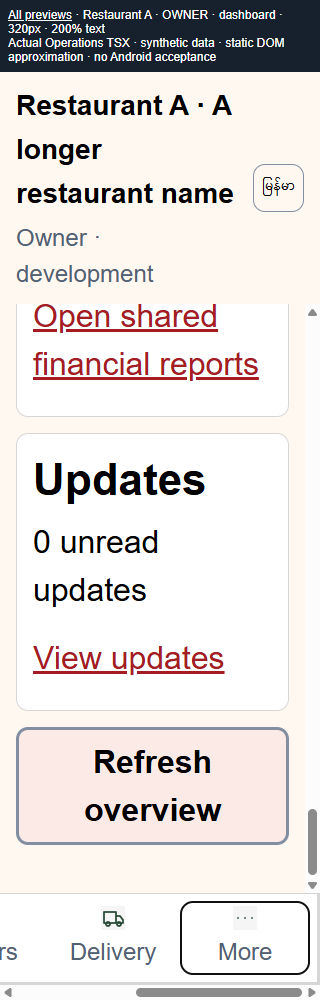 All previews · Restaurant A · OWNER · dashboard ·
320px · 200% text
Actual Operations TSX · synthetic data · static DOM
approximation · no Android acceptance
Restaurant A · A
longer
restaurant name
မြန်မာ
Owner ·
development
Open shared
financial reports
Updates
0 unread
updates
View updates
Refresh
overview
rs
Delivery
More